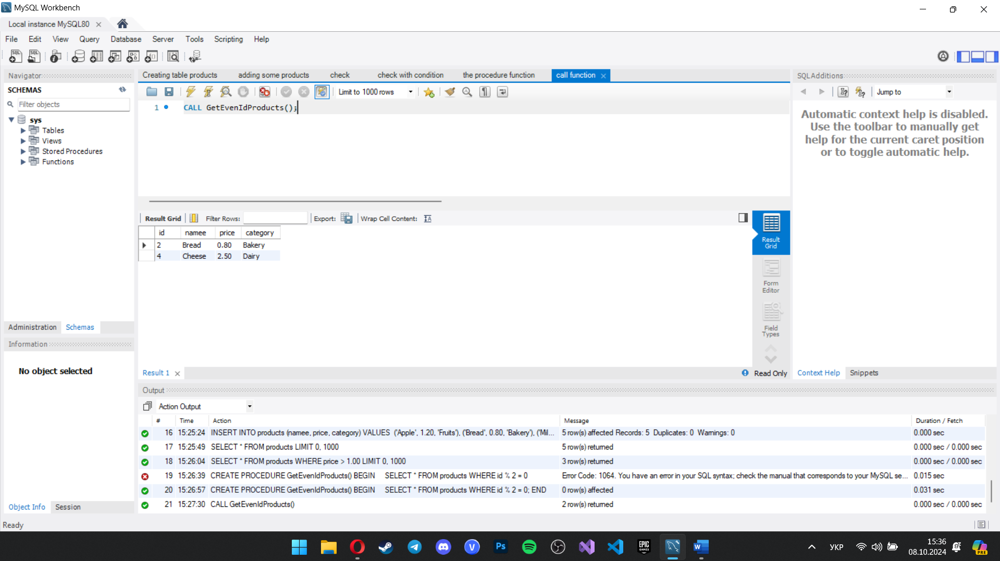 MySQL Workbench
Local instance MySQL80
File Edit View Query Database Server Tools Scripting Help
Navigator
SCHEMAS
Filter objects
sys
Tables
Views
Stored Procedures
Functions
Administration Schemas
Information
No object selected
Object Info Session
Ready
Creating table products adding some products check check with condition the procedure function call function
Limit to 1000 rows
1 CALL GetEvenIdProducts();
Result Grid Filter Rows: Export: Wrap Cell Content:
id namee price category
2 Bread 0.80 Bakery
4 Cheese 2.50 Dairy
Result Grid
Form Editor
Field Types
Result 1
Read Only
SQLAdditions
Jump to
Automatic context help is disabled.
Use the toolbar to manually get
help for the current caret position
or to toggle automatic help.
Context Help Snippets
Output
Action Output
# Time Action Message Duration / Fetch
16 15:25:24 INSERT INTO products (namee, price, category) VALUES ('Apple', 1.20, 'Fruits'), ('Bread', 0.80, 'Bakery'), ('Mil... 5 row(s) affected Records: 5 Duplicates: 0 Warnings: 0 0.000 sec
17 15:25:49 SELECT * FROM products LIMIT 0, 1000 5 row(s) returned 0.000 sec / 0.000 sec
18 15:26:04 SELECT * FROM products WHERE price > 1.00 LIMIT 0, 1000 3 row(s) returned 0.000 sec / 0.000 sec
19 15:26:39 CREATE PROCEDURE GetEvenIdProducts() BEGIN SELECT * FROM products WHERE id % 2 = 0 Error Code: 1064. You have an error in your SQL syntax; check the manual that corresponds to your MySQL se... 0.015 sec
20 15:26:57 CREATE PROCEDURE GetEvenIdProducts() BEGIN SELECT * FROM products WHERE id % 2 = 0; END 0 row(s) affected 0.031 sec
21 15:27:30 CALL GetEvenIdProducts() 2 row(s) returned 0.000 sec / 0.000 sec
V
Ps
EPIC GAMES
W
УКР
15:36
08.10.2024
PRE